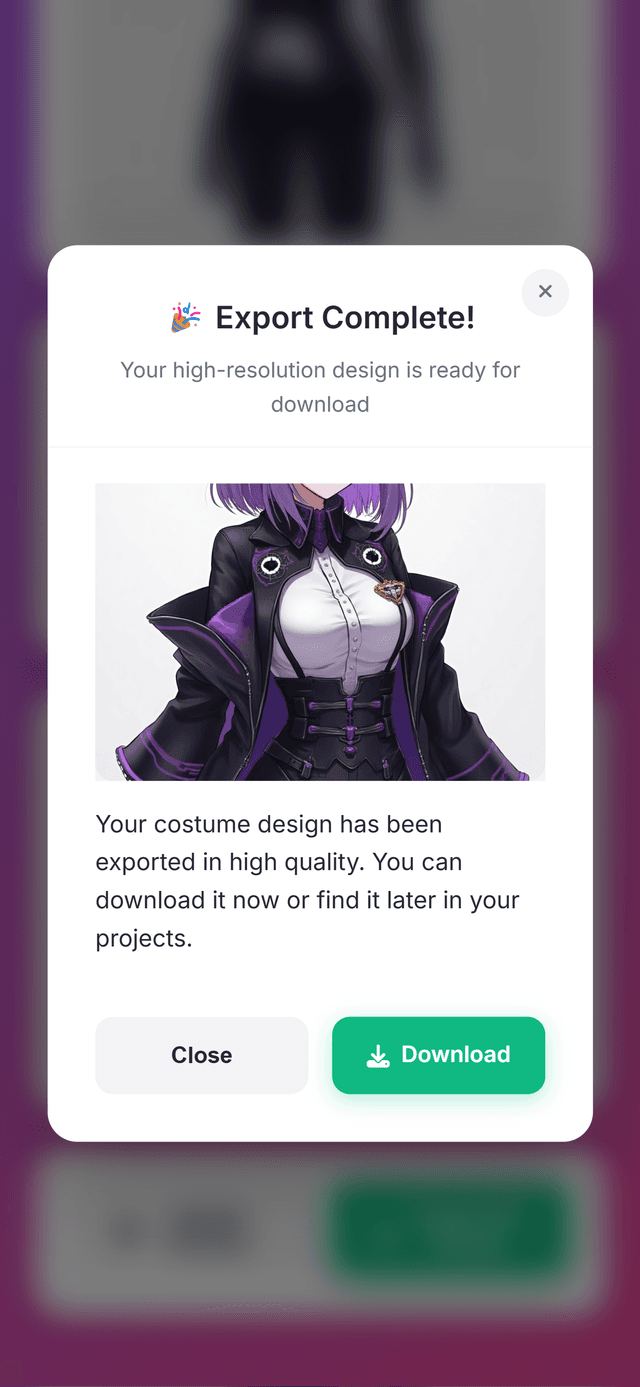 🎉 Export Complete!
Your high-resolution design is ready for
download
Your costume design has been
exported in high quality. You can
download it now or find it later in your
projects.
Close
Download